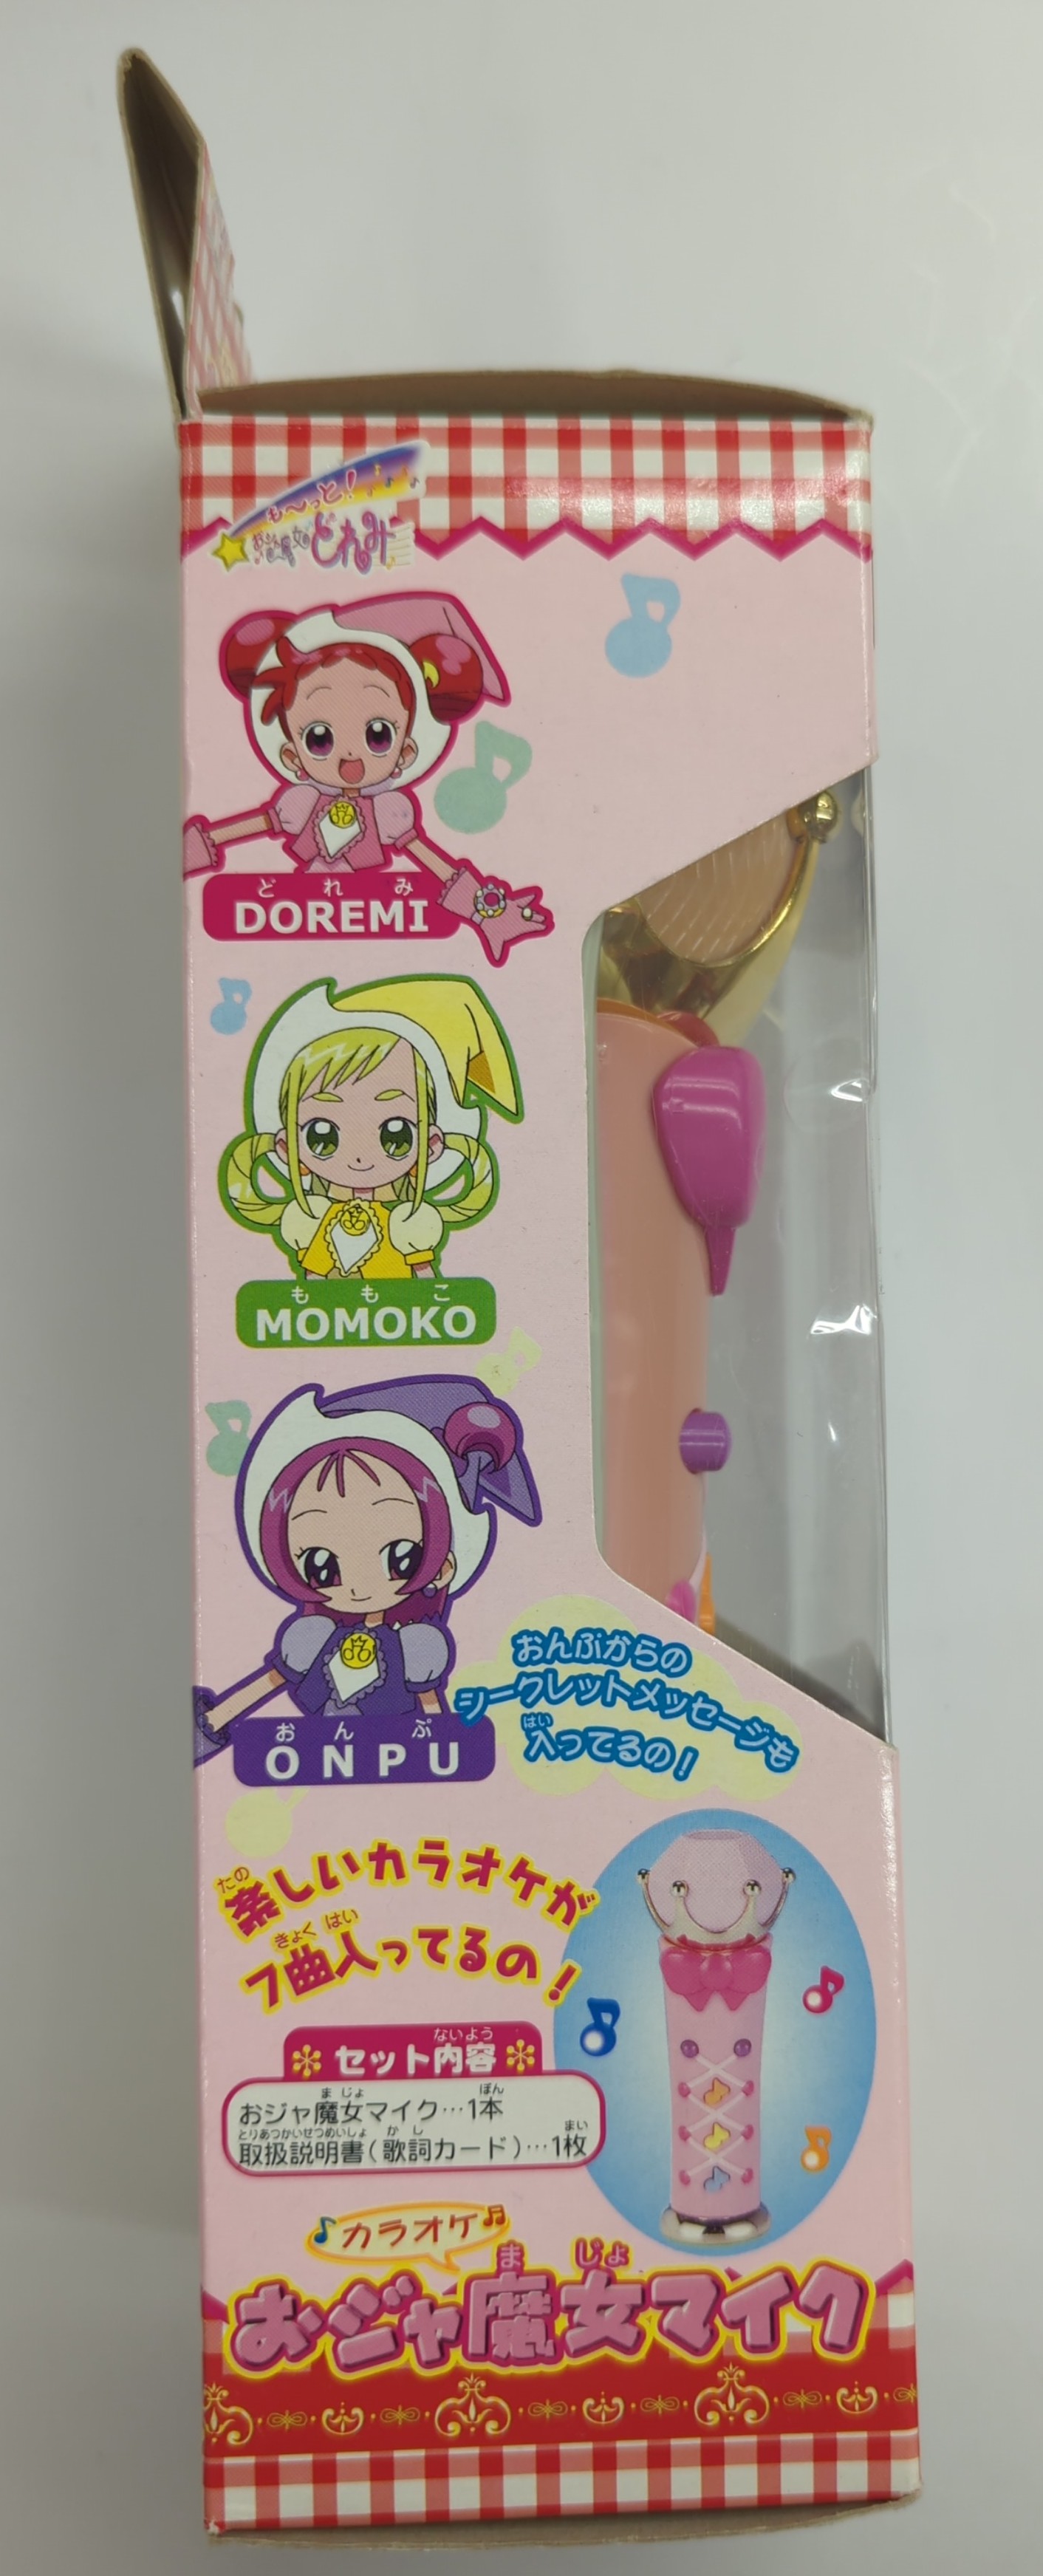 も〜っと!
おジャ魔女どれみ
どれみ
DOREMI
ももこ
MOMOKO
おんぷ
ONPU
おんぷからの
シークレットメッセージも
はい
入ってるの!
たの
楽しいカラオケが
きょく はい
7曲入ってるの!
ないよう
セット内容
ま じょ ぽん
おジャ魔女マイク…1本
とりあつかいせつめいしょ か し まい
取扱説明書(歌詞カード)…1枚
カラオケ
ま じょ
おジャ魔女マイク